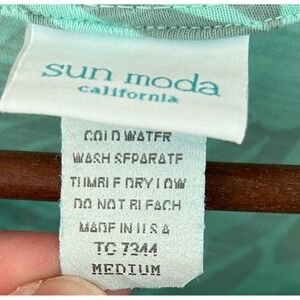 sun moda
california
COLD WATER
WASH SEPARATE
TUMBLE DRY LOW
DO NOT BLEACH
MADE IN U S A
TC 7344
MEDIUM